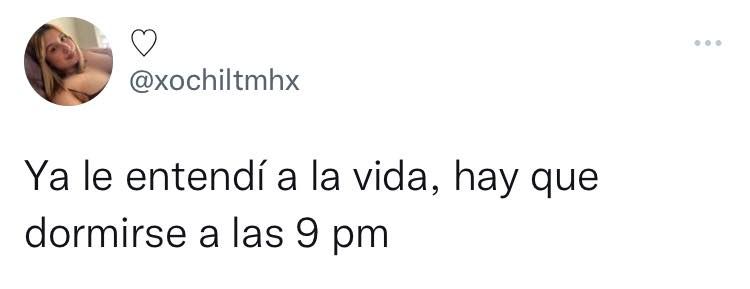 ♡
@xochiltmhx
Ya le entendí a la vida, hay que
dormirse a las 9 pm